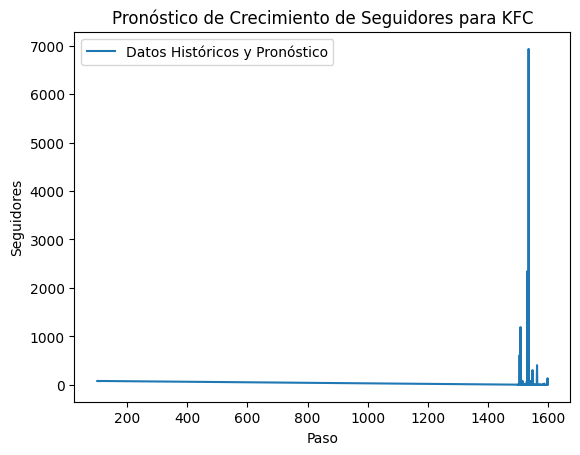 Pronóstico de Crecimiento de Seguidores para KFC
Datos Históricos y Pronóstico
7000
6000
5000
4000
3000
2000
1000
0
Seguidores
200 400 600 800 1000 1200 1400 1600
Paso